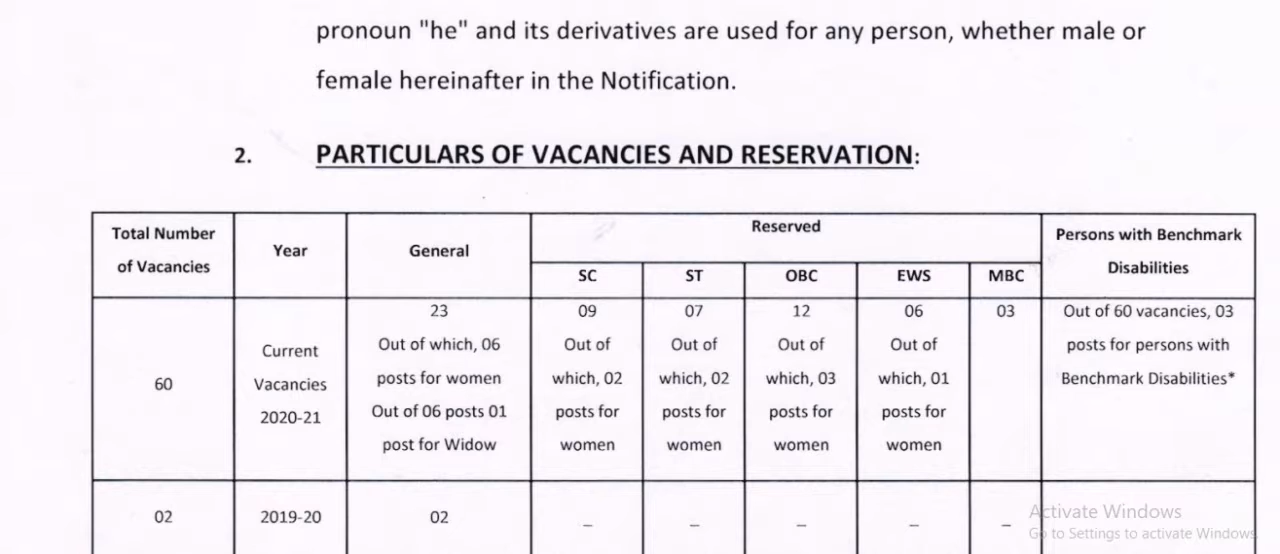 pronoun "he" and its derivatives are used for any person, whether male or
female hereinafter in the Notification.
2. PARTICULARS OF VACANCIES AND RESERVATION:
Total Number
of Vacancies
Year
General
Reserved
SC
ST
OBC
EWS
MBC
Persons with Benchmark
Disabilities
60
Current
Vacancies
2020-21
23
Out of which, 06
posts for women
Out of 06 posts 01
post for Widow
09
Out of
which, 02
posts for
women
07
Out of
which, 02
posts for
women
12
Out of
which, 03
posts for
women
06
Out of
which, 01
posts for
women
03
Out of 60 vacancies, 03
posts for persons with
Benchmark Disabilities*
02
2019-20
02
–
–
–
–
–
Activate Windows
Go to Settings to activate Windows